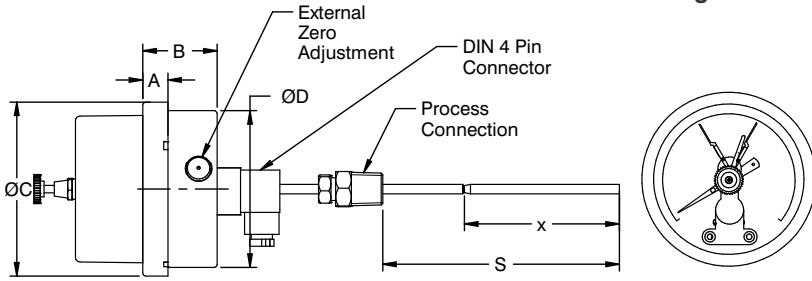 External
Zero
Adjustment
DIN 4 Pin
Connector
B
A
ØD
Process
Connection
ØC
x
S